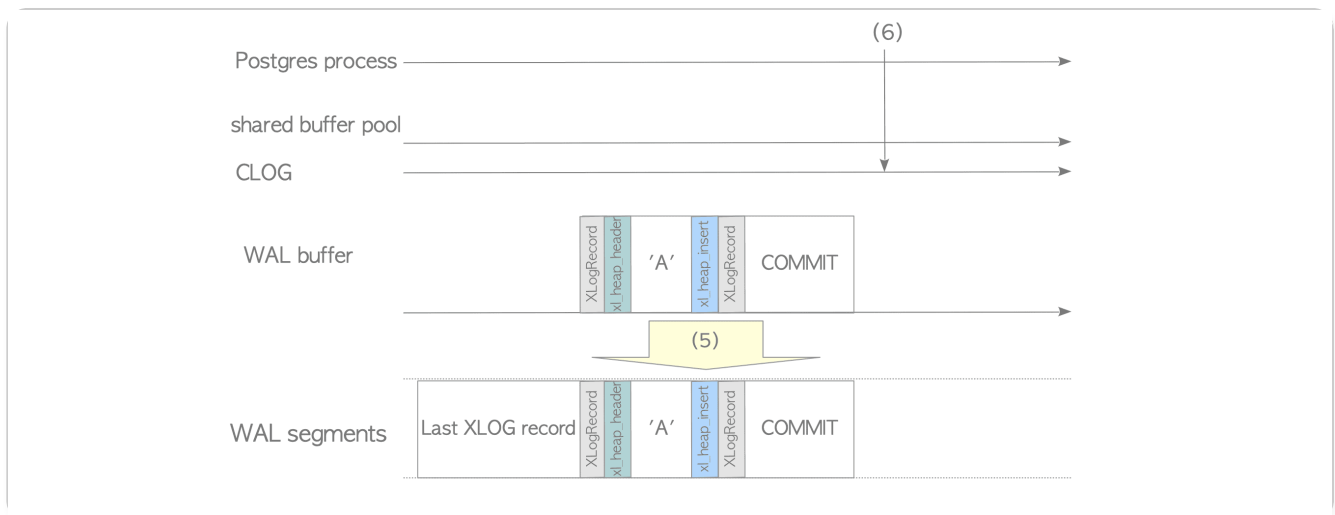 (6)
Postgres process
shared buffer pool
CLOG
WAL buffer
XLogRecord
xl_heap_header
'A'
xl_heap_insert
XLogRecord
COMMIT
(5)
WAL segments
Last XLOG record
XLogRecord
xl_heap_header
'A'
xl_heap_insert
XLogRecord
COMMIT